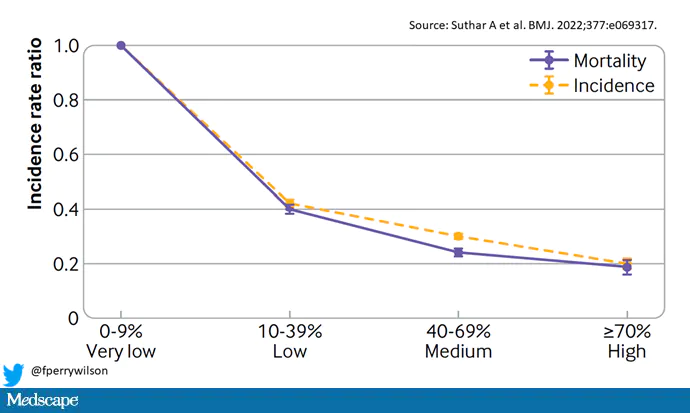 Source: Suthar A et al. BMJ. 2022;377:e069317.
Incidence rate ratio
1.0
0.8
0.6
0.4
0.2
0
Mortality
Incidence
0-9% 10-39% 40-69% ≥70%
Very low Low Medium High
@fperrywilson
Medscape